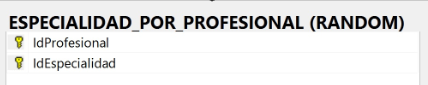 ESPECIALIDAD_POR_PROFESIONAL (RANDOM)
IdProfesional
IdEspecialidad